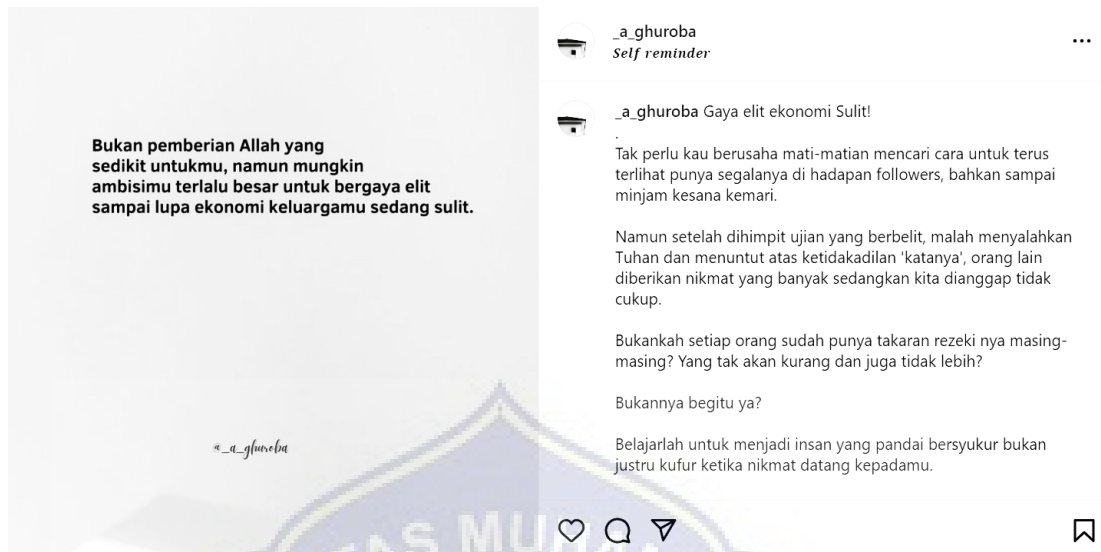 Bukan pemberian Allah yang
sedikit untukmu, namun mungkin
ambisimu terlalu besar untuk bergaya elit
sampai lupa ekonomi keluargamu sedang sulit.
@_a_ghuroba
_a_ghuroba
Self reminder
_a_ghuroba Gaya elit ekonomi Sulit!
.
Tak perlu kau berusaha mati-matian mencari cara untuk terus
terlihat punya segalanya di hadapan followers, bahkan sampai
minjam kesana kemari.
Namun setelah dihimpit ujian yang berbelit, malah menyalahkan
Tuhan dan menuntut atas ketidakadilan 'katanya', orang lain
diberikan nikmat yang banyak sedangkan kita dianggap tidak
cukup.
Bukankah setiap orang sudah punya takaran rezeki nya masing-
masing? Yang tak akan kurang dan juga tidak lebih?
Bukannya begitu ya?
Belajarlah untuk menjadi insan yang pandai bersyukur bukan
justru kufur ketika nikmat datang kepadamu.